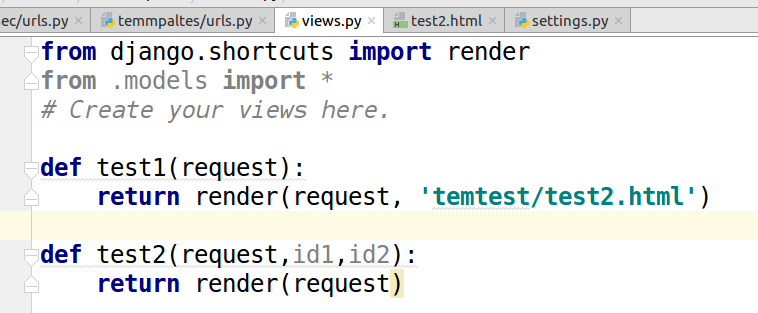 ec/urls.py × temmpaltes/urls.py × views.py × test2.html × settings.py ×
from django.shortcuts import render
from .models import *
# Create your views here.
def test1(request):
    return render(request, 'temtest/test2.html')
def test2(request,id1,id2):
    return render(request)